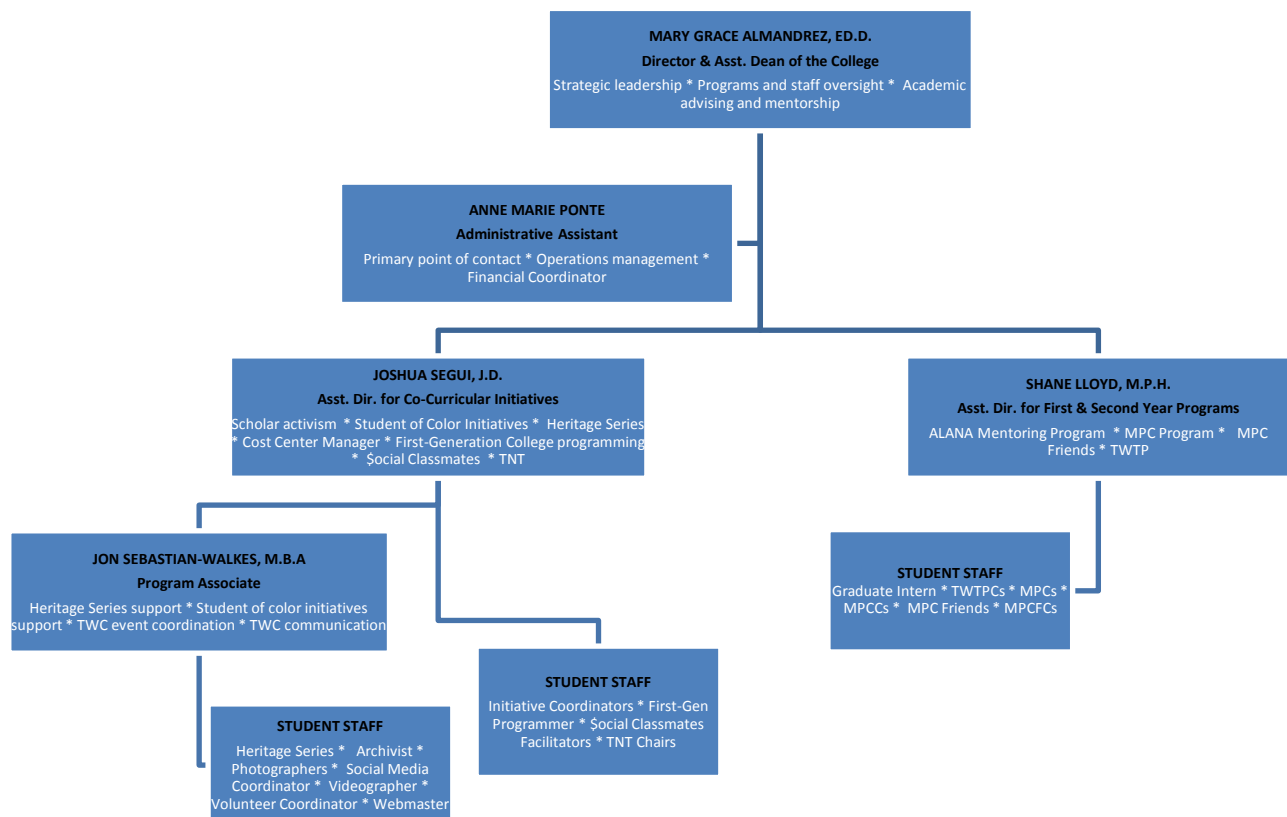 MARY GRACE ALMANDREZ, ED.D.
Director & Asst. Dean of the College
Strategic leadership * Programs and staff oversight * Academic
advising and mentorship
ANNE MARIE PONTE
Administrative Assistant
Primary point of contact * Operations management *
Financial Coordinator
JOSHUA SEGUI, J.D.
Asst. Dir. for Co-Curricular Initiatives
Scholar activism * Student of Color Initiatives * Heritage Series
* Cost Center Manager * First-Generation College programming
* $ocial Classmates * TNT
SHANE LLOYD, M.P.H.
Asst. Dir. for First & Second Year Programs
ALANA Mentoring Program * MPC Program * MPC
Friends * TWTP
JON SEBASTIAN-WALKES, M.B.A
Program Associate
Heritage Series support * Student of color initiatives
support * TWC event coordination * TWC communication
STUDENT STAFF
Graduate Intern * TWTPCs * MPCs *
MPCCs * MPC Friends * MPCFCs
STUDENT STAFF
Initiative Coordinators * First-Gen
Programmer * $ocial Classmates
Facilitators * TNT Chairs
STUDENT STAFF
Heritage Series * Archivist *
Photographers * Social Media
Coordinator * Videographer *
Volunteer Coordinator * Webmaster